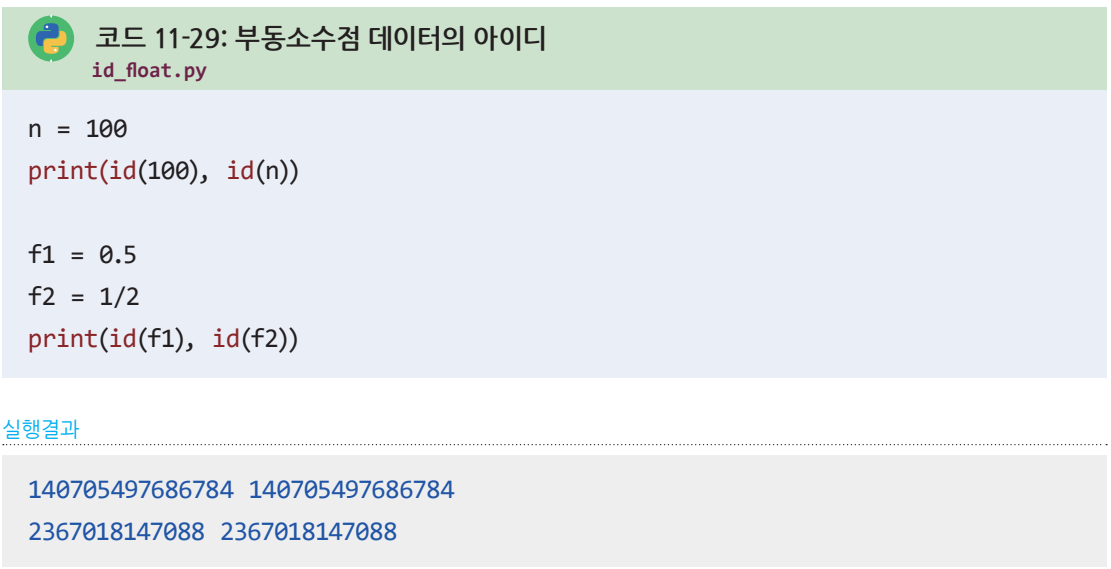 코드 11-29: 부동소수점 데이터의 아이디
id_float.py
n = 100
print(id(100), id(n))
f1 = 0.5
f2 = 1/2
print(id(f1), id(f2))
실행결과
140705497686784 140705497686784
2367018147088 2367018147088